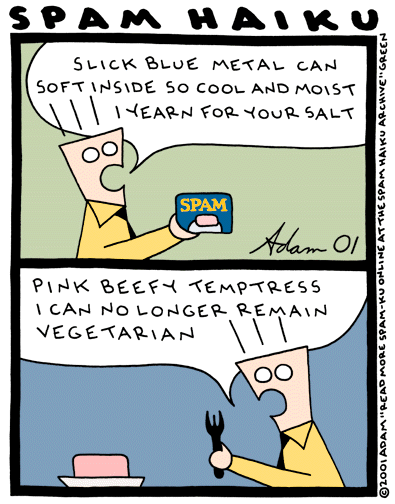 SPAM HAIKU
SLICK BLUE METAL CAN
SOFT INSIDE SO COOL AND MOIST
I YEARN FOR YOUR SALT
SPAM
Adam 01
PINK BEEFY TEMPTRESS
I CAN NO LONGER REMAIN
VEGETARIAN
©2001 ADAM "READ MORE SPAM-KU ONLINE AT THE SPAM HAIKU ARCHIVE" GREEN